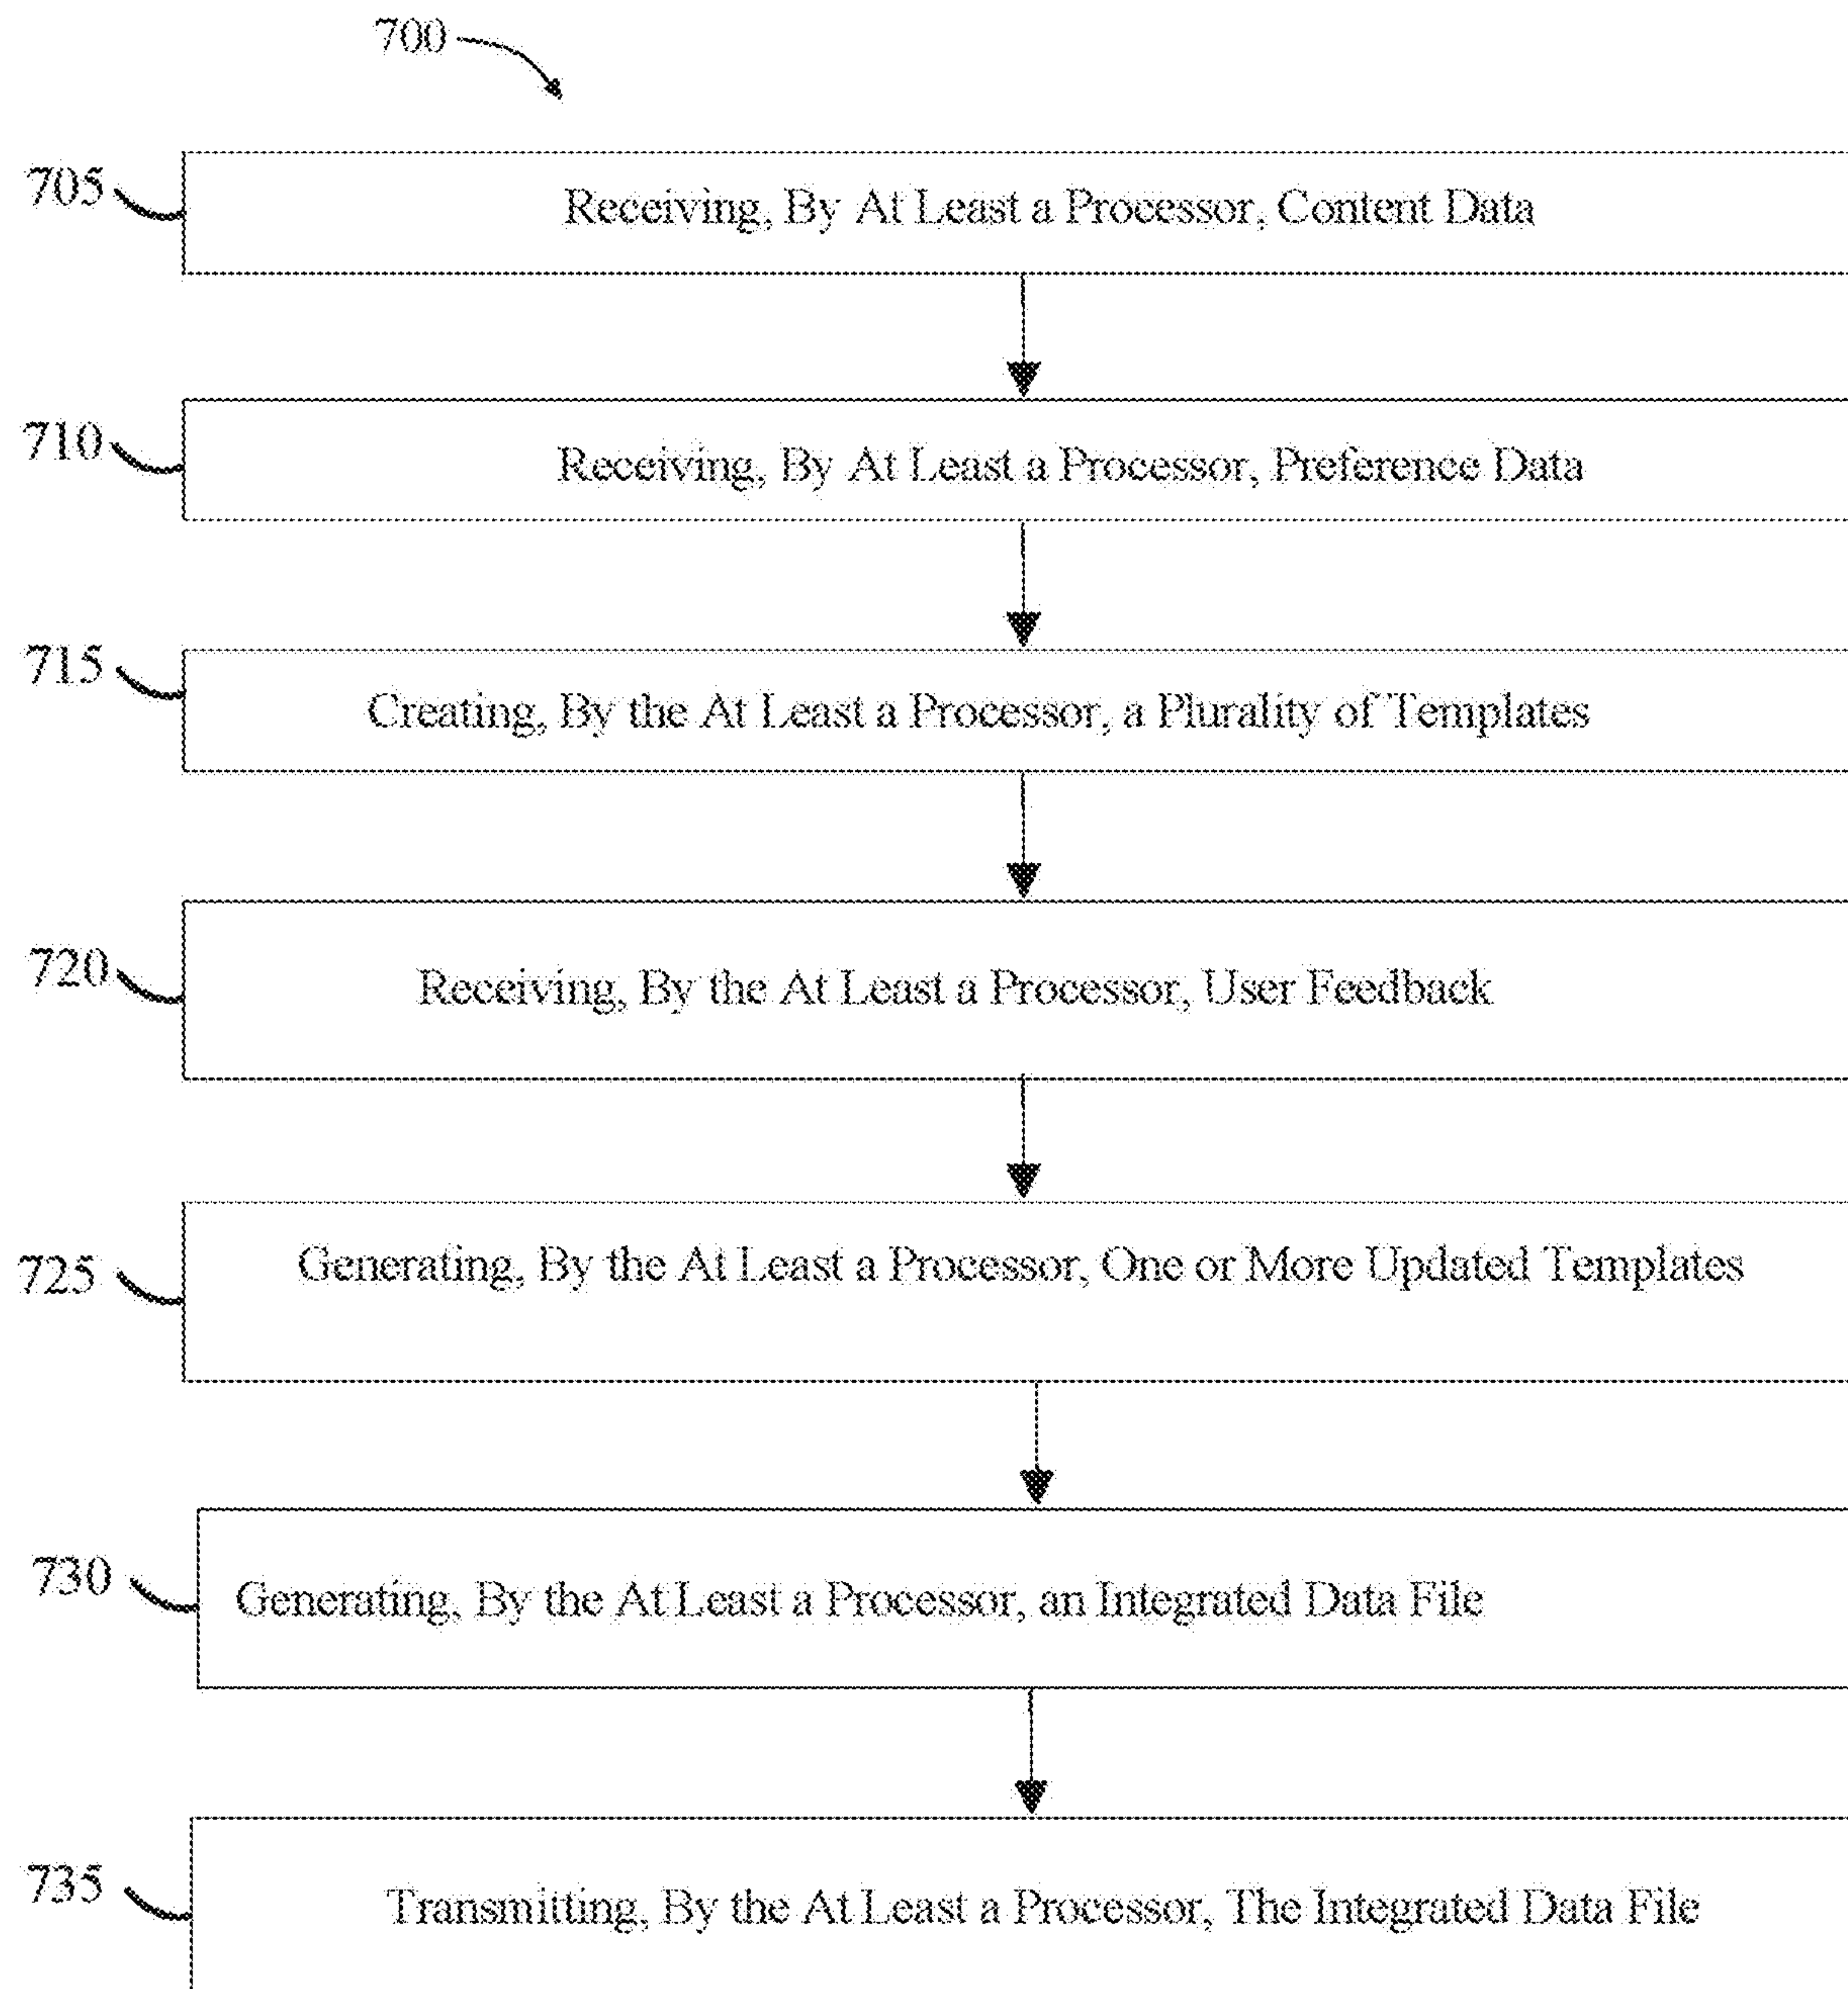 700
705
Receiving, By At Least a Processor, Content Data
710
Receiving, By At Least a Processor, Preference Data
715
Creating, By the At Least a Processor, a Plurality of Templates
720
Receiving, By the At Least a Processor, User Feedback
725
Generating, By the At Least a Processor, One or More Updated Templates
730
Generating, By the At Least a Processor, an Integrated Data File
735
Transmitting, By the At Least a Processor, The Integrated Data File